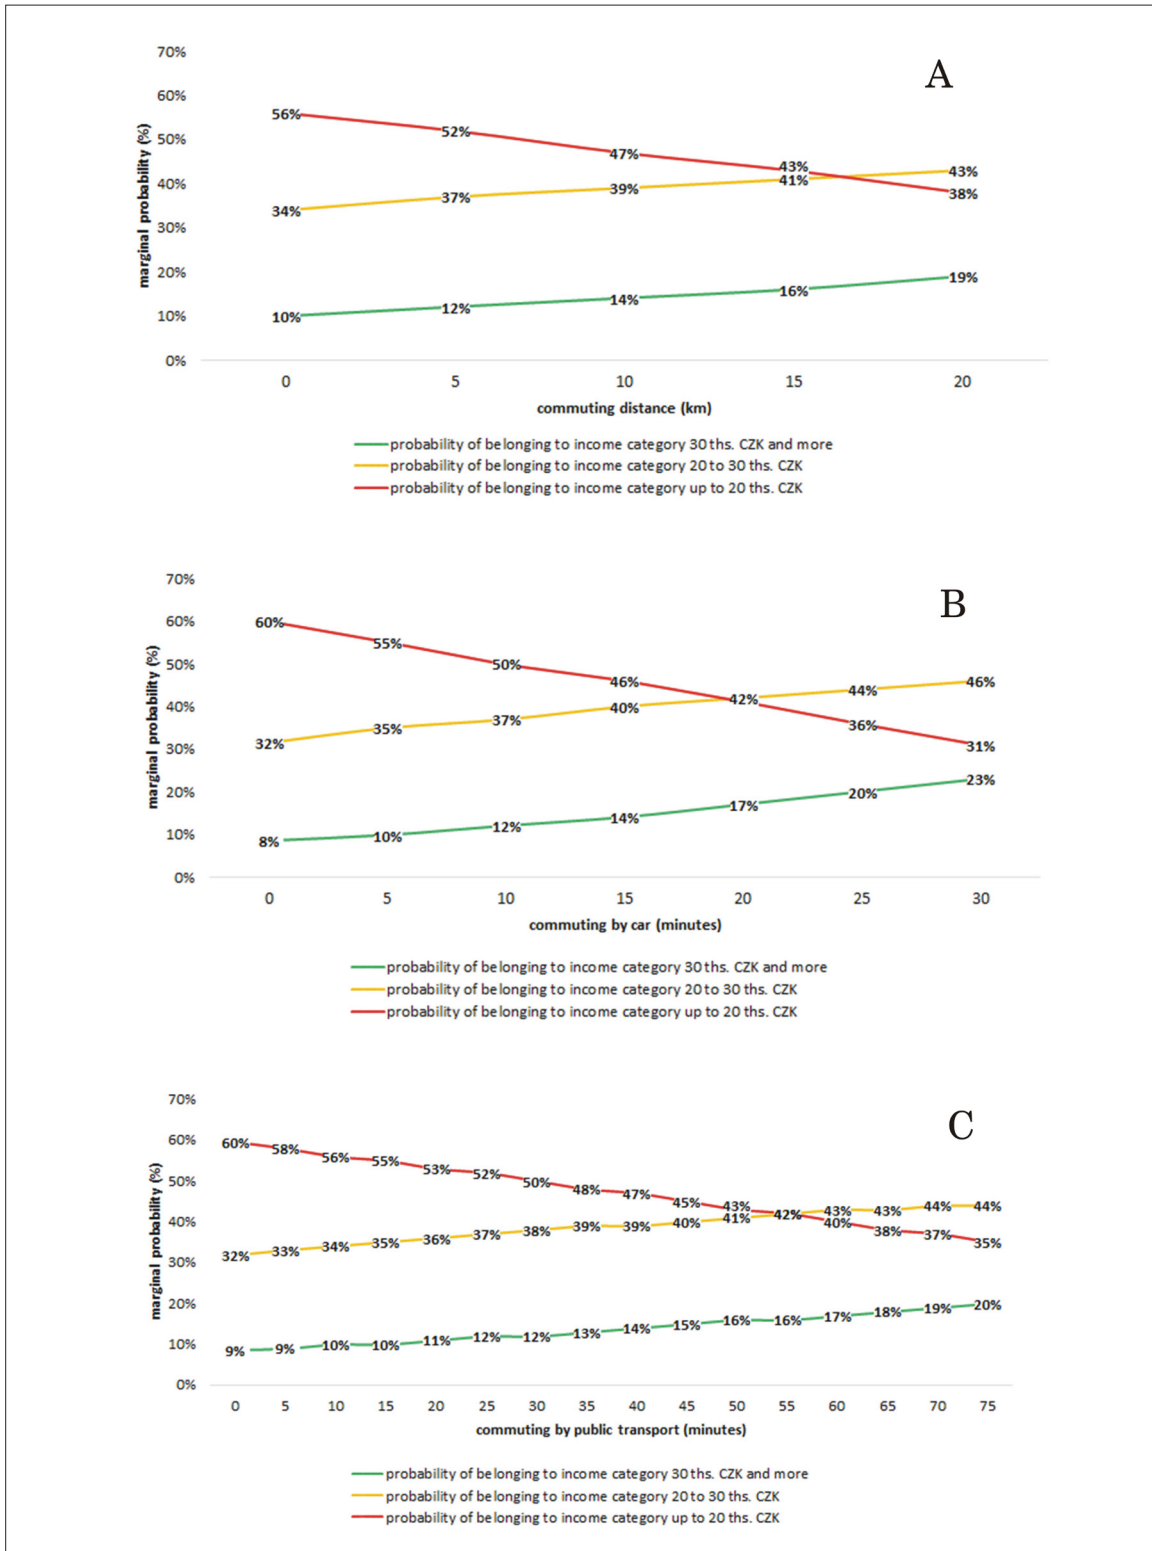 A
70%
60%
50%
40%
30%
20%
10%
0%
marginal probability (%)
56% 52% 47% 43% 38%
34% 37% 39% 41% 43%
10% 12% 14% 16% 19%
0 5 10 15 20
commuting distance (km)
probability of belonging to income category 30 ths. CZK and more
probability of belonging to income category 20 to 30 ths. CZK
probability of belonging to income category up to 20 ths. CZK
B
70%
60%
50%
40%
30%
20%
10%
0%
marginal probability (%)
60% 55% 50% 46% 42% 36% 31%
32% 35% 37% 40% 44% 46%
8% 10% 12% 14% 17% 20% 23%
0 5 10 15 20 25 30
commuting by car (minutes)
probability of belonging to income category 30 ths. CZK and more
probability of belonging to income category 20 to 30 ths. CZK
probability of belonging to income category up to 20 ths. CZK
C
70%
60%
50%
40%
30%
20%
10%
0%
marginal probability (%)
60% 58% 56% 55% 53% 52% 50% 48% 47% 45% 43% 42% 40% 38% 37% 35%
32% 33% 34% 35% 36% 37% 38% 39% 39% 40% 41% 43% 43% 44% 44%
9% 9% 10% 10% 11% 12% 12% 13% 14% 15% 16% 16% 17% 18% 19% 20%
0 5 10 15 20 25 30 35 40 45 50 55 60 65 70 75
commuting by public transport (minutes)
probability of belonging to income category 30 ths. CZK and more
probability of belonging to income category 20 to 30 ths. CZK
probability of belonging to income category up to 20 ths. CZK